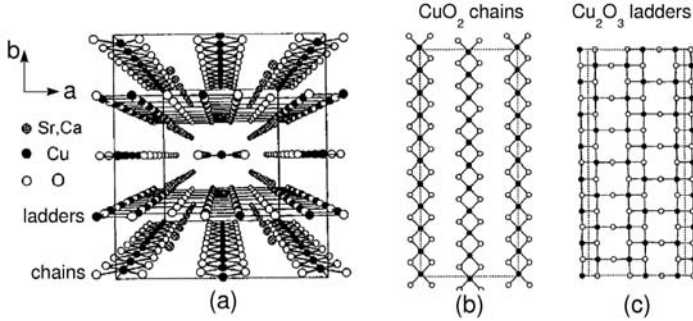 CuO2 chains
Cu2O3 ladders
b
a
Sr,Ca
Cu
O
ladders
chains
(a)
(b)
(c)